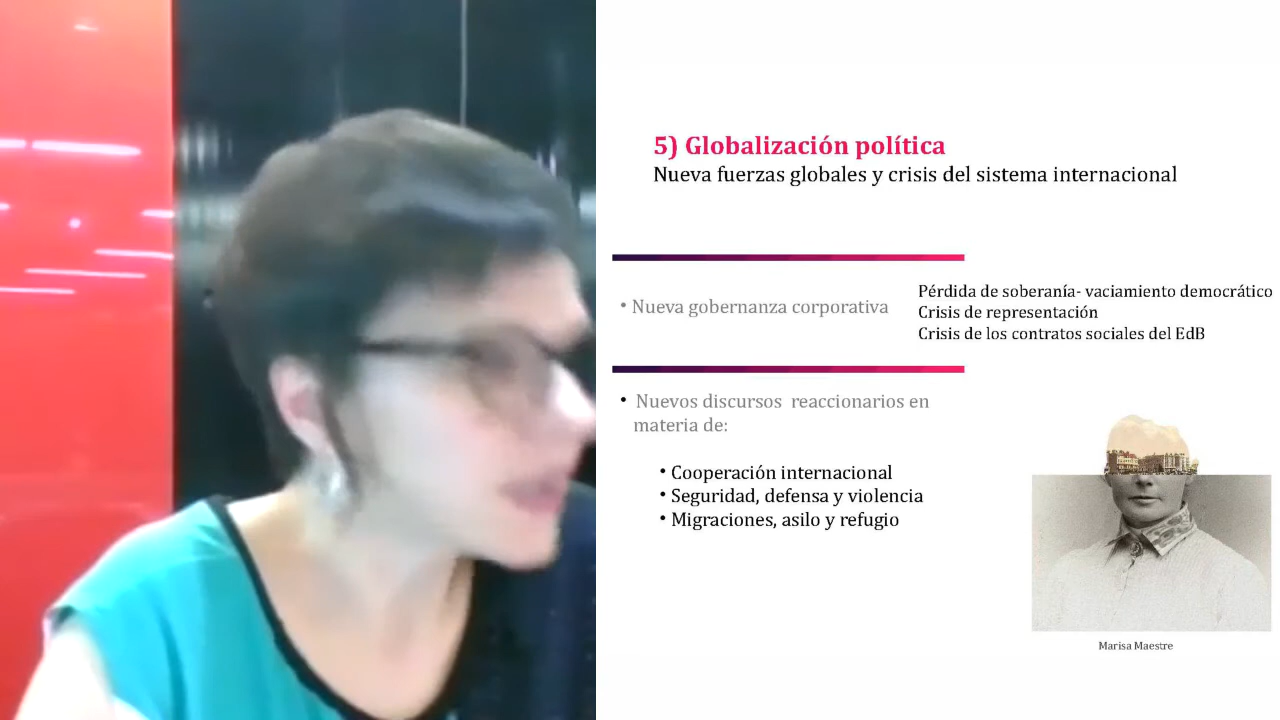 5) Globalización política
Nueva fuerzas globales y crisis del sistema internacional
• Nueva gobernanza corporativa
Pérdida de soberanía- vaciamiento democrático
Crisis de representación
Crisis de los contratos sociales del EdB
• Nuevos discursos reaccionarios en
materia de:
• Cooperación internacional
• Seguridad, defensa y violencia
• Migraciones, asilo y refugio
Marisa Maestre